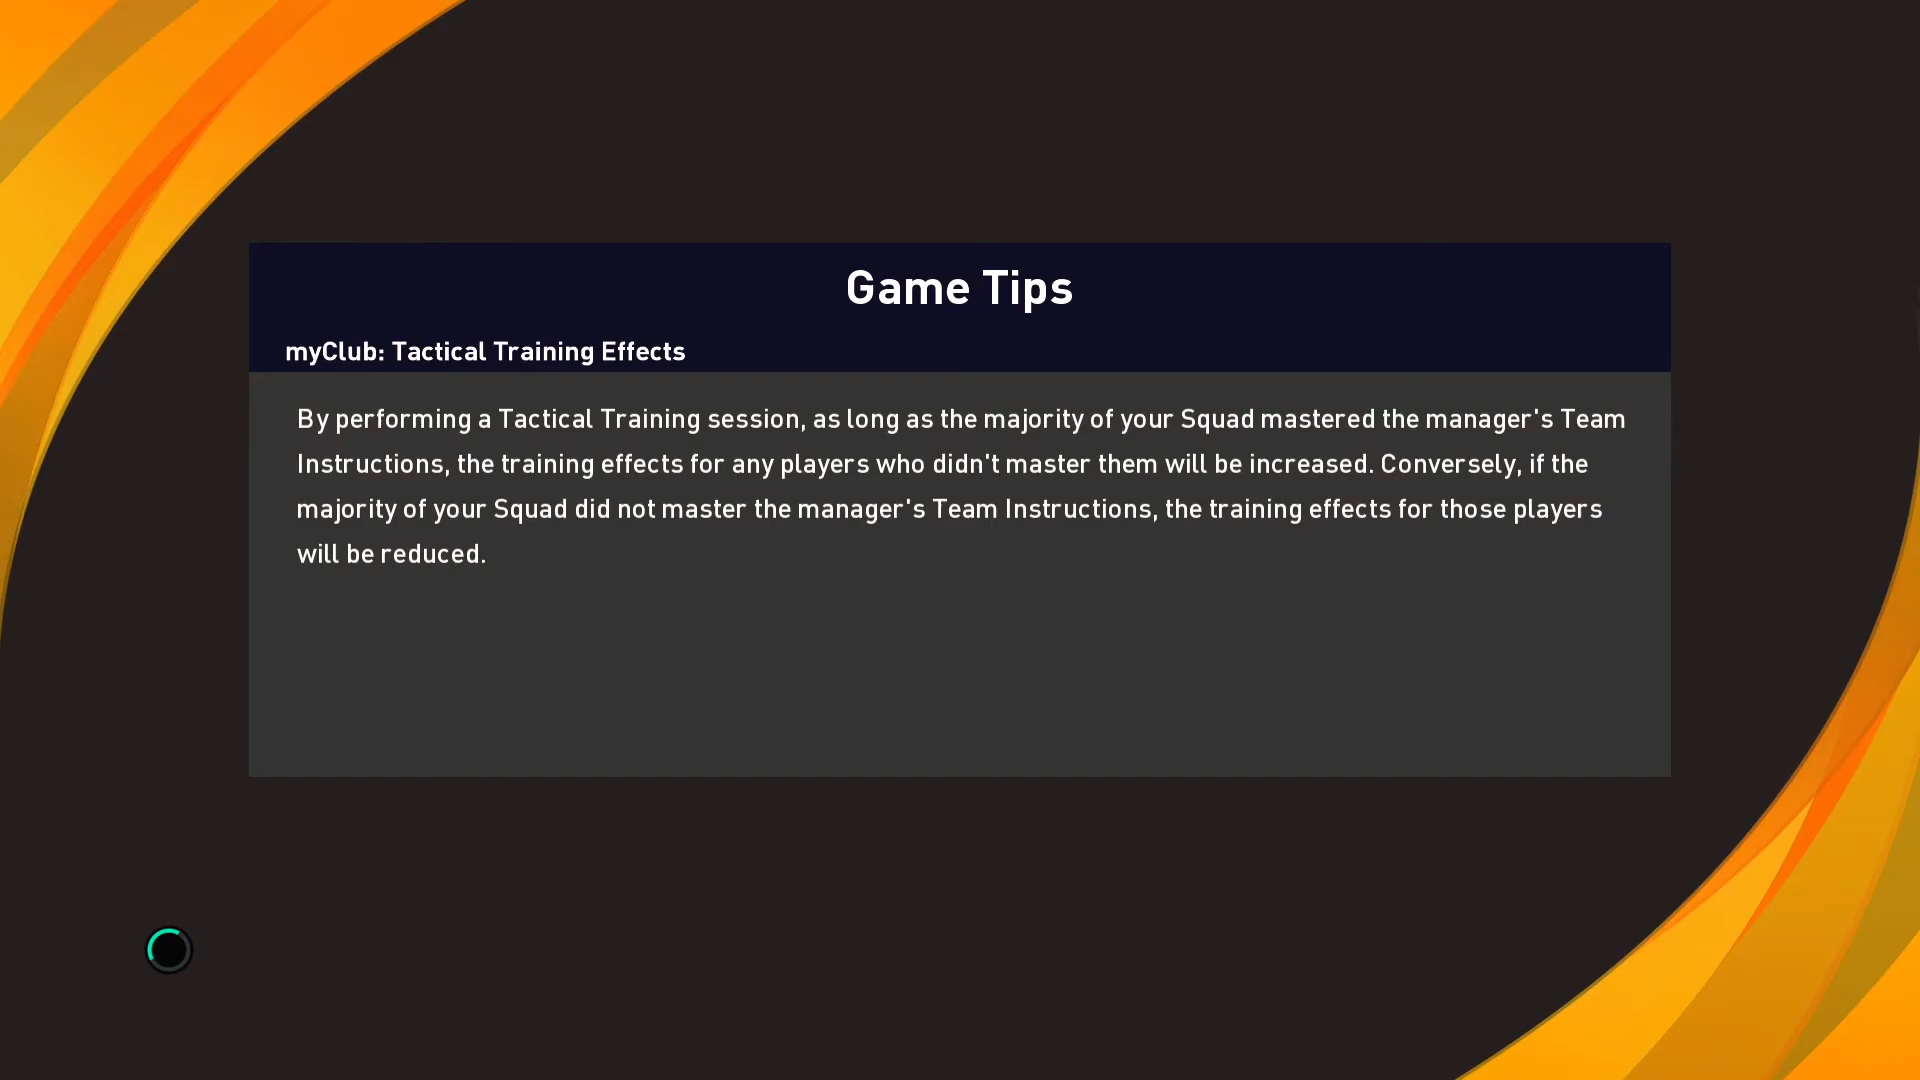 Game Tips
myClub: Tactical Training Effects
By performing a Tactical Training session, as long as the majority of your Squad mastered the manager's Team
Instructions, the training effects for any players who didn't master them will be increased. Conversely, if the
majority of your Squad did not master the manager's Team Instructions, the training effects for those players
will be reduced.